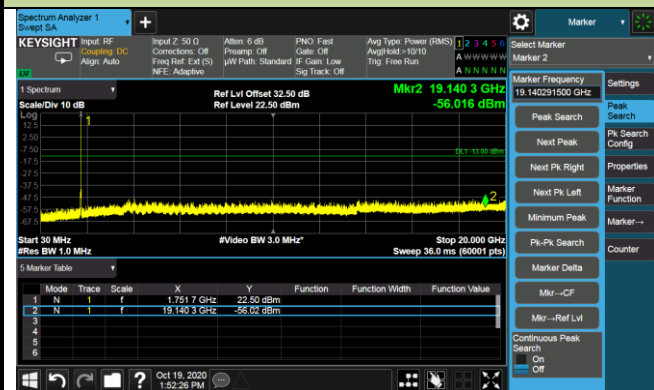 Spectrum Analyzer 1
Swept SA
+
Marker
KEYSIGHT
Input: RF
Coupling: DC
Align: Auto
Input Z: 50 Ω
Corrections: Off
Freq Ref: Ext (S)
NFE: Adaptive
Atten: 6 dB
Preamp: Off
µW Path: Standard
PNO: Fast
Gate: Off
IF Gain: Low
Sig Track: Off
Avg Type: Power (RMS)
Avg|Hold:>10/10
Trig: Free Run
1 2 3 4 5 6
A W W W W W
A N N N N N
Select Marker
Marker 2
1 Spectrum
Scale/Div 10 dB
Ref Lvl Offset 32.50 dB
Ref Level 22.50 dBm
Mkr2 19.140 3 GHz
-56.016 dBm
Log
12.5
2.50
-7.50
-17.5
-27.5
-37.5
-47.5
-57.5
-67.5
1
DL1 -13.00 dBm
2
Start 30 MHz
#Res BW 1.0 MHz
#Video BW 3.0 MHz*
Stop 20.000 GHz
Sweep 36.0 ms (60001 pts)
5 Marker Table
Mode Trace Scale X Y Function Function Width Function Value
1 N 1 f 1.751 7 GHz 22.50 dBm
2 N 1 f 19.140 3 GHz -56.02 dBm
3
4
5
6
Marker Frequency
19.140291500 GHz
Peak Search
Next Peak
Next Pk Right
Next Pk Left
Minimum Peak
Pk-Pk Search
Marker Delta
Mkr→CF
Mkr→Ref Lvl
Continuous Peak
Search
On
Off
Settings
Peak
Search
Pk Search
Config
Properties
Marker
Function
Marker→
Counter
?
Oct 19, 2020
1:52:26 PM